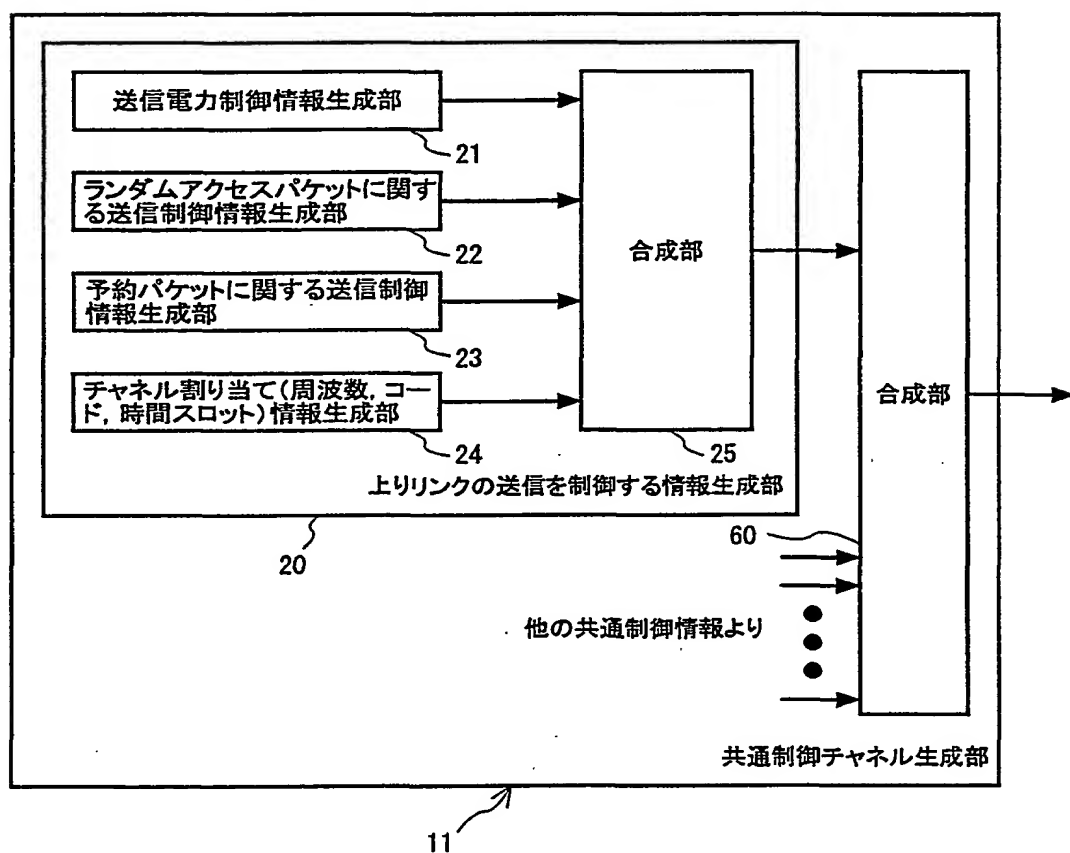 送信電力制御情報生成部
21
ランダムアクセスパケットに関す
る送信制御情報生成部
22
予約パケットに関する送信制御
情報生成部
23
チャネル割り当て(周波数, コー
ド, 時間スロット)情報生成部
24
合成部
25
上りリンクの送信を制御する情報生成部
20
合成部
60
他の共通制御情報より
共通制御チャネル生成部
11